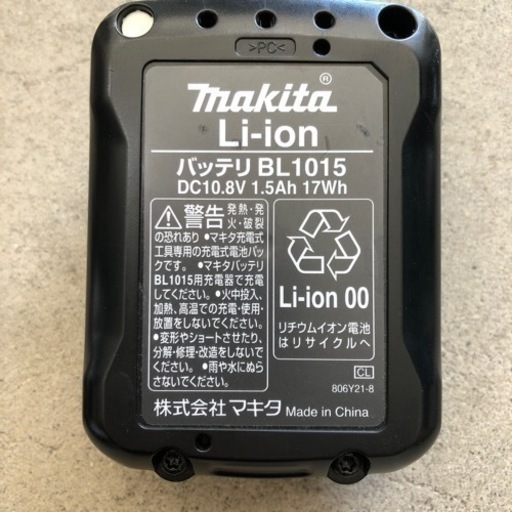 >PC<
makita®
Li-ion
バッテリ BL1015
DC10.8V 1.5Ah 17Wh
⚠警告 発熱・発
火・破裂
の恐れあり ●マキタ充電式
工具専用の充電式電池パッ
クです。 ●マキタバッテリ
BL1015用充電器で充電
してください。 ●火中投入、
加熱、高温での充電・使用・
放置をしないでください。
●変形やショートさせたり、
分解・修理・改造をしないで
ください。 ●雨や水にぬら
さないでください。
Li-ion 00
リチウムイオン電池
はリサイクルへ
CL
806Y21-8
株式会社 マキタ Made in China